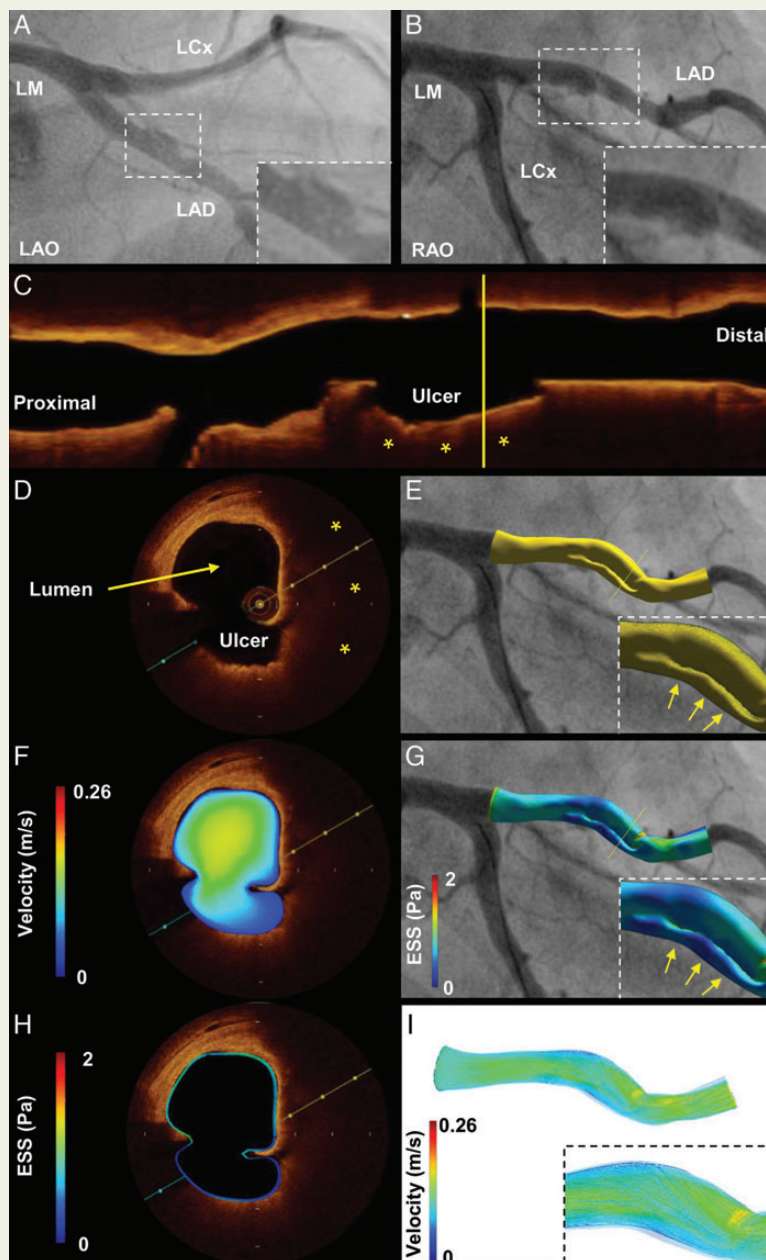 A
LCx
LM
LAD
LAO
B
LAD
LM
LCx
RAO
C
Distal
Proximal
Ulcer
* * *
D
*
Lumen
*
Ulcer
*
E
F
0.26
Velocity (m/s)
0
G
2
ESS (Pa)
0
H
2
ESS (Pa)
0
I
0.26
Velocity (m/s)
0